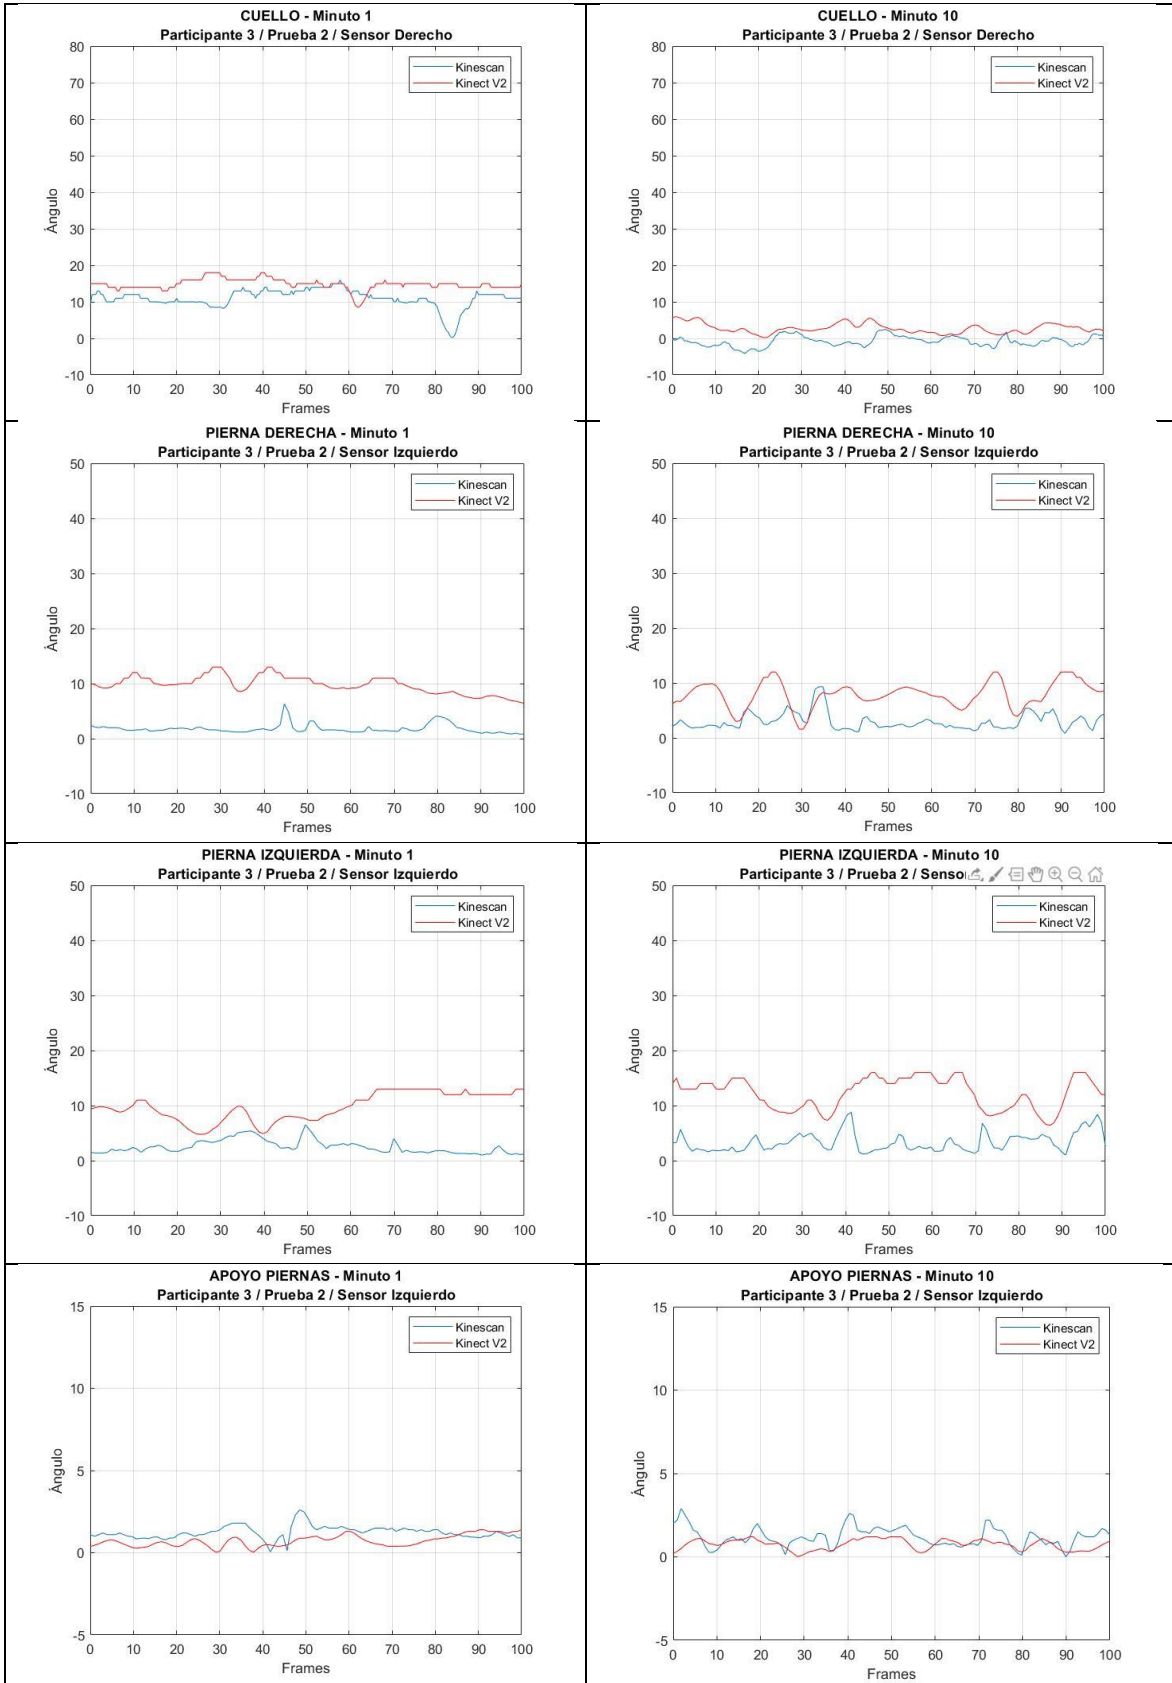 CUELLO - Minuto 1
Participante 3 / Prueba 2 / Sensor Derecho
80
70
60
50
40
30
20
10
0
-10
Ángulo
Kinescan
Kinect V2
0 10 20 30 40 50 60 70 80 90 100
Frames
CUELLO - Minuto 10
Participante 3 / Prueba 2 / Sensor Derecho
80
70
60
50
40
30
20
10
0
-10
Ángulo
Kinescan
Kinect V2
0 10 20 30 40 50 60 70 80 90 100
Frames
PIERNA DERECHA - Minuto 1
Participante 3 / Prueba 2 / Sensor Izquierdo
50
40
30
20
10
0
-10
Ángulo
Kinescan
Kinect V2
0 10 20 30 40 50 60 70 80 90 100
Frames
PIERNA DERECHA - Minuto 10
Participante 3 / Prueba 2 / Sensor Izquierdo
50
40
30
20
10
0
-10
Ángulo
Kinescan
Kinect V2
0 10 20 30 40 50 60 70 80 90 100
Frames
PIERNA IZQUIERDA - Minuto 1
Participante 3 / Prueba 2 / Sensor Izquierdo
50
40
30
20
10
0
-10
Ángulo
Kinescan
Kinect V2
0 10 20 30 40 50 60 70 80 90 100
Frames
PIERNA IZQUIERDA - Minuto 10
Participante 3 / Prueba 2 / Senso
50
40
30
20
10
0
-10
Ángulo
Kinescan
Kinect V2
0 10 20 30 40 50 60 70 80 90 100
Frames
APOYO PIERNAS - Minuto 1
Participante 3 / Prueba 2 / Sensor Izquierdo
15
10
5
0
-5
Ángulo
Kinescan
Kinect V2
0 10 20 30 40 50 60 70 80 90 100
Frames
APOYO PIERNAS - Minuto 10
Participante 3 / Prueba 2 / Sensor Izquierdo
15
10
5
0
-5
Ángulo
Kinescan
Kinect V2
0 10 20 30 40 50 60 70 80 90 100
Frames